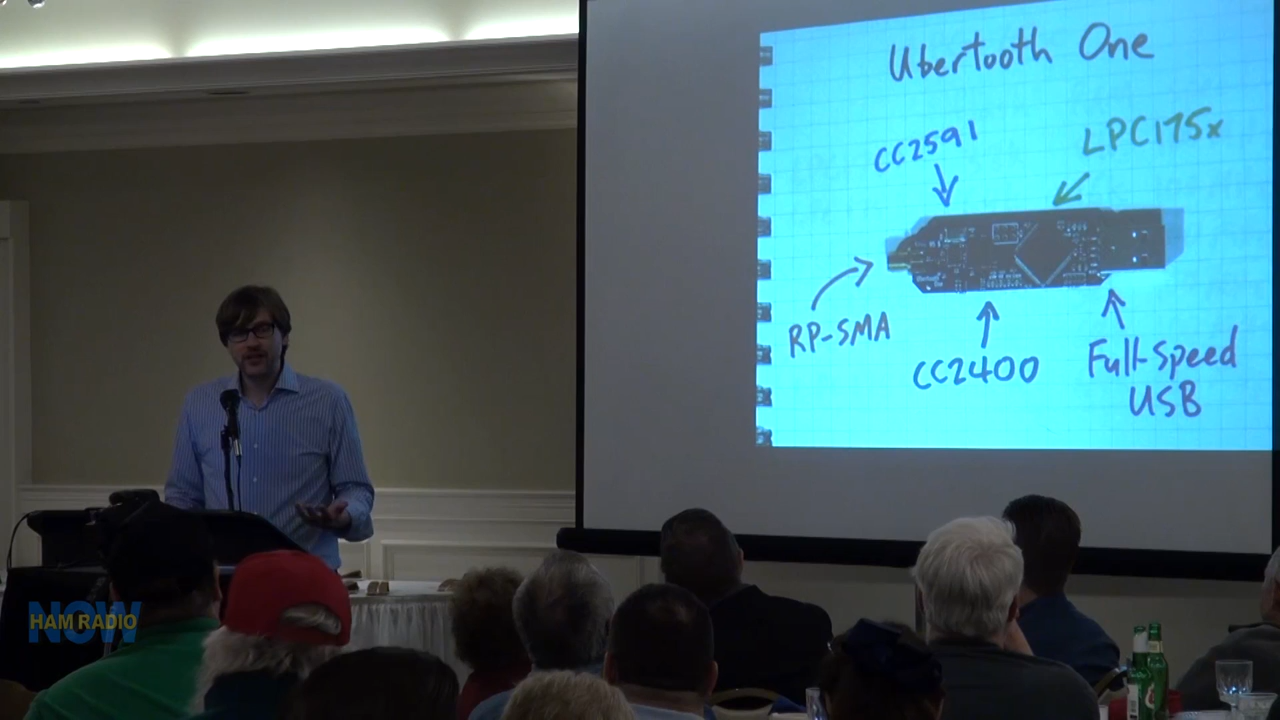 Ubertooth One
CC2591
LPC175x
RP-SMA
CC2400
Full-Speed
USB
NOW
HAM RADIO